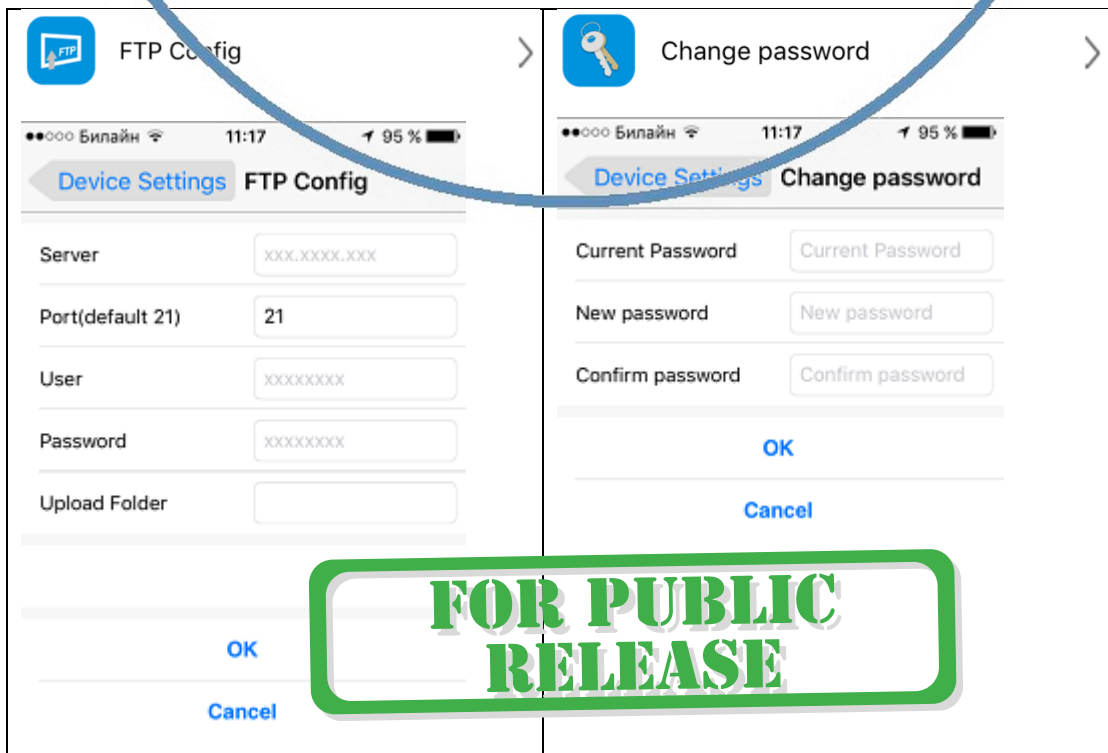 FTP
FTP Config
●●○○○ Билайн 11:17 95 %
Device Settings FTP Config
Server xxx.xxxx.xxx
Port(default 21) 21
User xxxxxxxx
Password xxxxxxxx
Upload Folder
OK
Cancel
Change password
●●○○○ Билайн 11:17 95 %
Device Settings Change password
Current Password Current Password
New password New password
Confirm password Confirm password
OK
Cancel
FOR PUBLIC
RELEASE